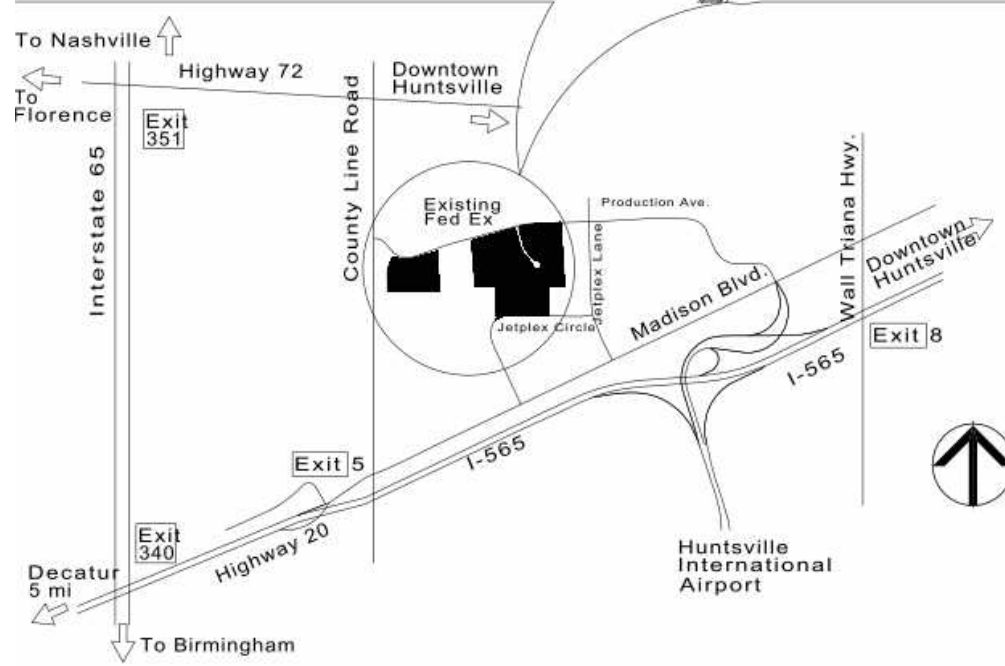 To Nashville
Highway 72
Downtown
Huntsville
To
Florence
Exit
351
Interstate 65
County Line Road
Existing
Fed Ex
Production Ave.
Jetplex Lane
Jetplex Circle
Madison Blvd.
Wall Triana Hwy.
Downtown
Huntsville
Exit 8
I-565
I-565
Exit 5
Highway 20
Exit
340
Decatur
5 mi
To Birmingham
Huntsville
International
Airport